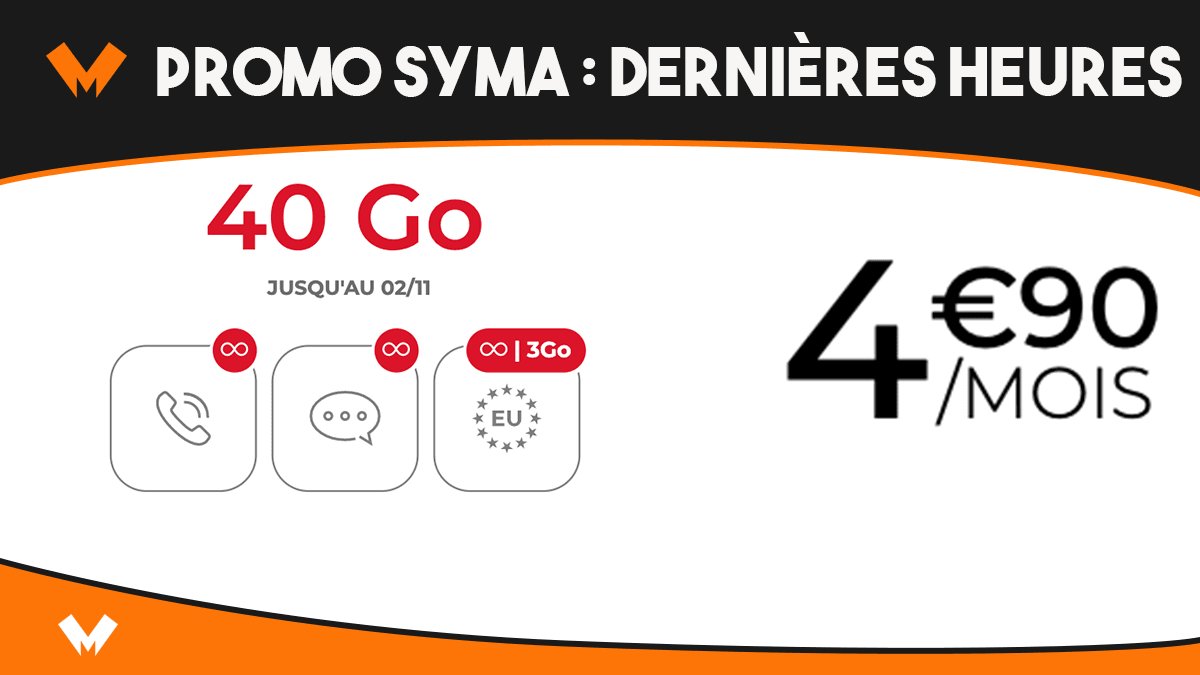 PROMO SYMA : DERNIÈRES HEURES
40 Go
JUSQU'AU 02/11
∞
∞
∞ | 3Go
EU
4€90
/MOIS